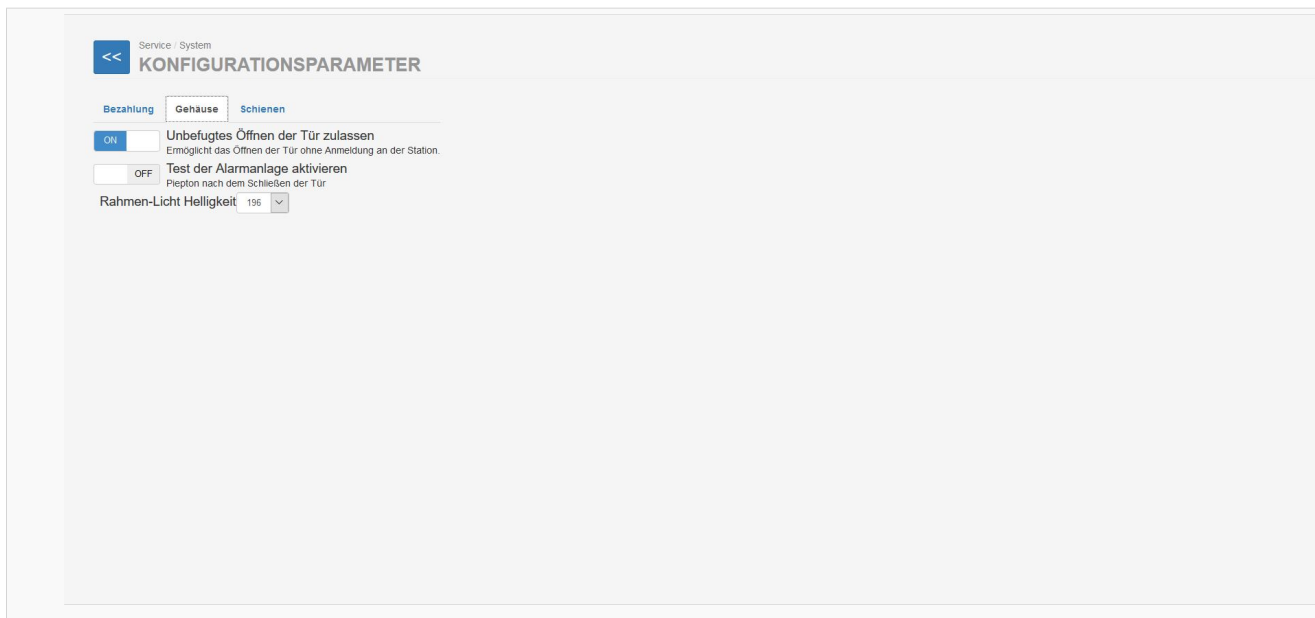 <<
Service / System
KONFIGURATIONSPARAMETER
Bezahlung Gehäuse Schienen
ON Unbefugtes Öffnen der Tür zulassen
Ermöglicht das Öffnen der Tür ohne Anmeldung an der Station.
OFF Test der Alarmanlage aktivieren
Piepton nach dem Schließen der Tür
Rahmen-Licht Helligkeit 196